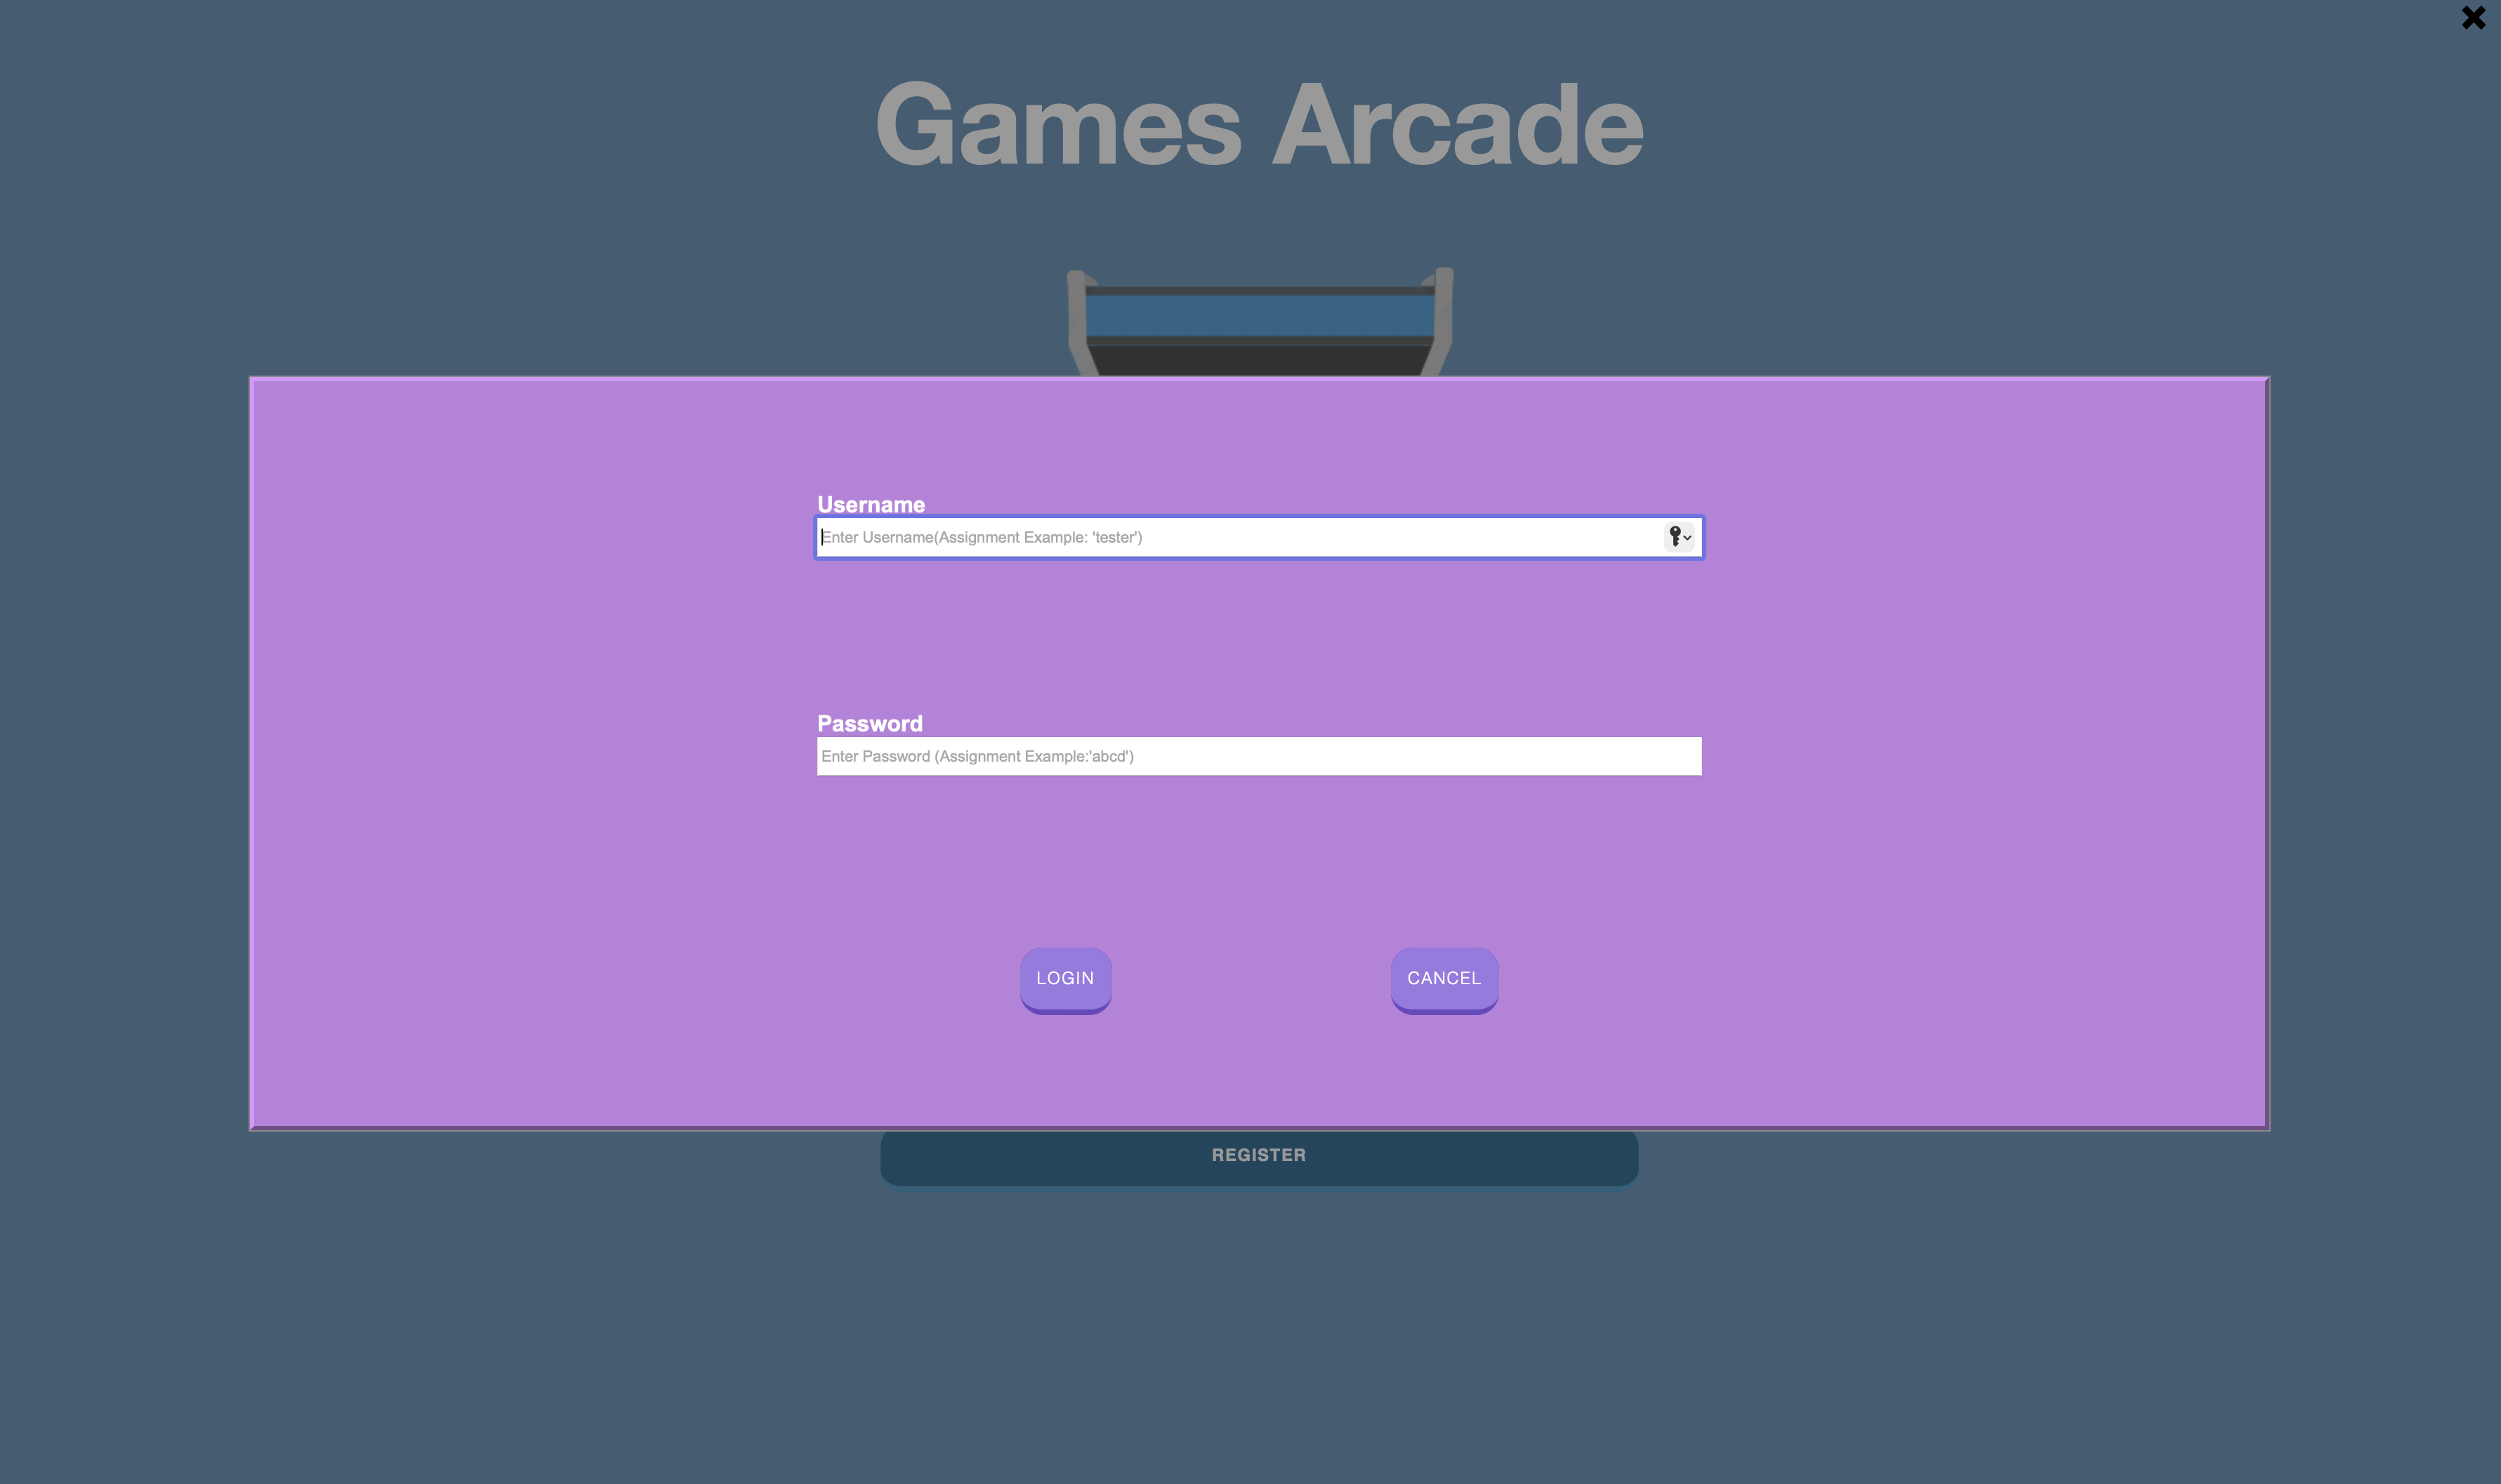 Games Arcade
Username
Enter Username(Assignment Example: 'tester')
Password
Enter Password (Assignment Example:'abcd')
LOGIN
CANCEL
REGISTER